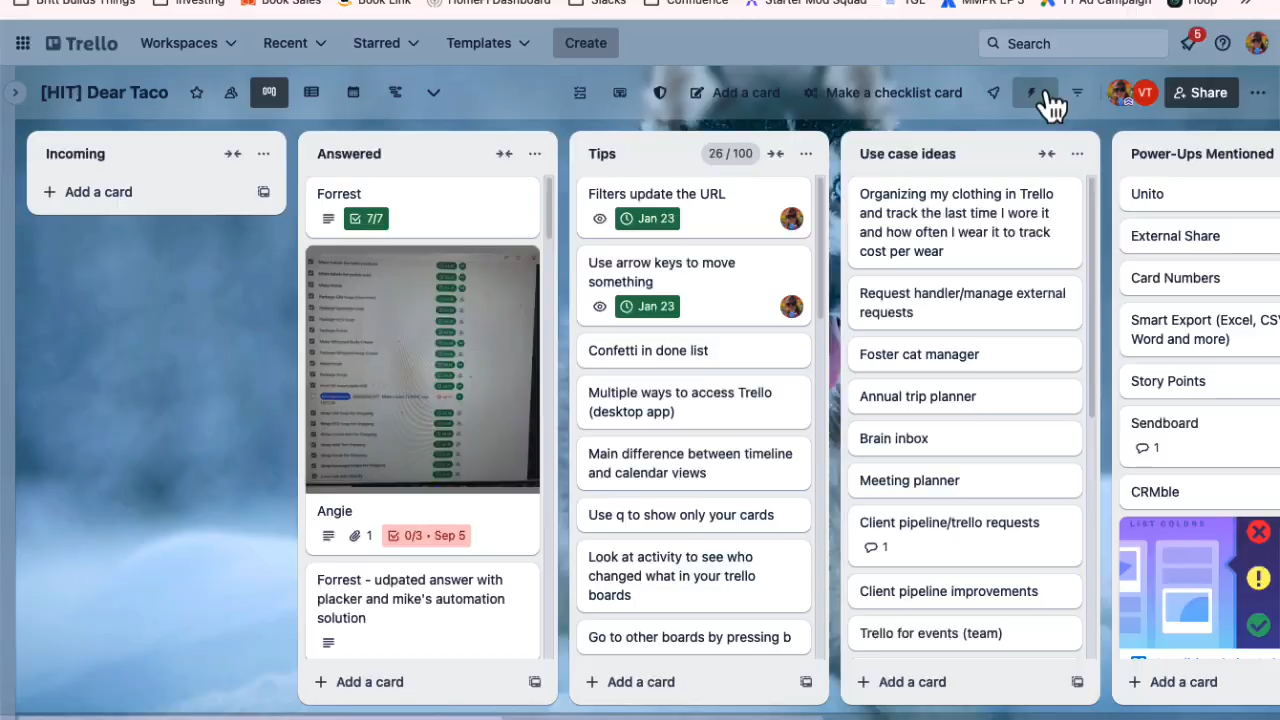 Britt Builds Things
Investing
Book Sales
Book Link
HomeFi Dashboard
Slacks
Confluence
Starter Mod Squad
TGL
MMPR EP 3
YT Ad Campaign
Hoop
Trello
Workspaces
Recent
Starred
Templates
Create
Search
5
[HIT] Dear Taco
Add a card
Make a checklist card
VT
Share
Incoming
Add a card
Answered
Forrest
7/7
Angie
1
0/3 • Sep 5
Forrest - udpated answer with
placker and mike's automation
solution
Add a card
Tips
26 / 100
Filters update the URL
Jan 23
Use arrow keys to move
something
Jan 23
Confetti in done list
Multiple ways to access Trello
(desktop app)
Main difference between timeline
and calendar views
Use q to show only your cards
Look at activity to see who
changed what in your trello
boards
Go to other boards by pressing b
Add a card
Use case ideas
Organizing my clothing in Trello
and track the last time I wore it
and how often I wear it to track
cost per wear
Request handler/manage external
requests
Foster cat manager
Annual trip planner
Brain inbox
Meeting planner
Client pipeline/trello requests
1
Client pipeline improvements
Trello for events (team)
Add a card
Power-Ups Mentioned
Unito
External Share
Card Numbers
Smart Export (Excel, CSV
Word and more)
Story Points
Sendboard
1
CRMble
LIST COLORS
Add a card